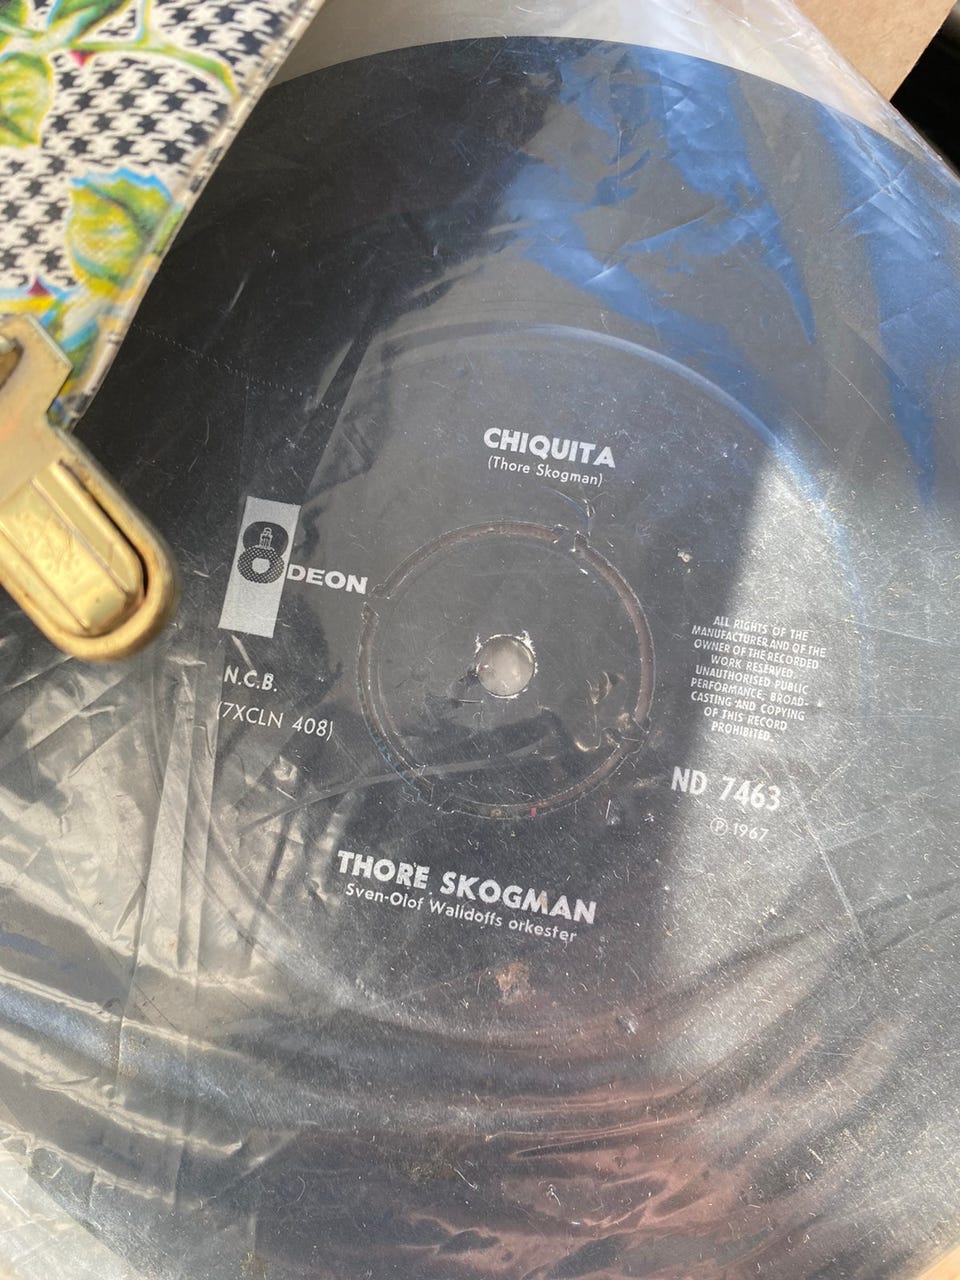 CHIQUITA
(Thore Skogman)
ODEON
N.C.B.
(7XCLN 408)
ALL RIGHTS OF THE
MANUFACTURER AND OF THE
OWNER OF THE RECORDED
WORK RESERVED.
UNAUTHORISED PUBLIC
PERFORMANCE, BROAD-
CASTING AND COPYING
OF THIS RECORD
PROHIBITED
ND 7463
Ⓟ 1967
THORE SKOGMAN
Sven-Olof Walldoffs orkester